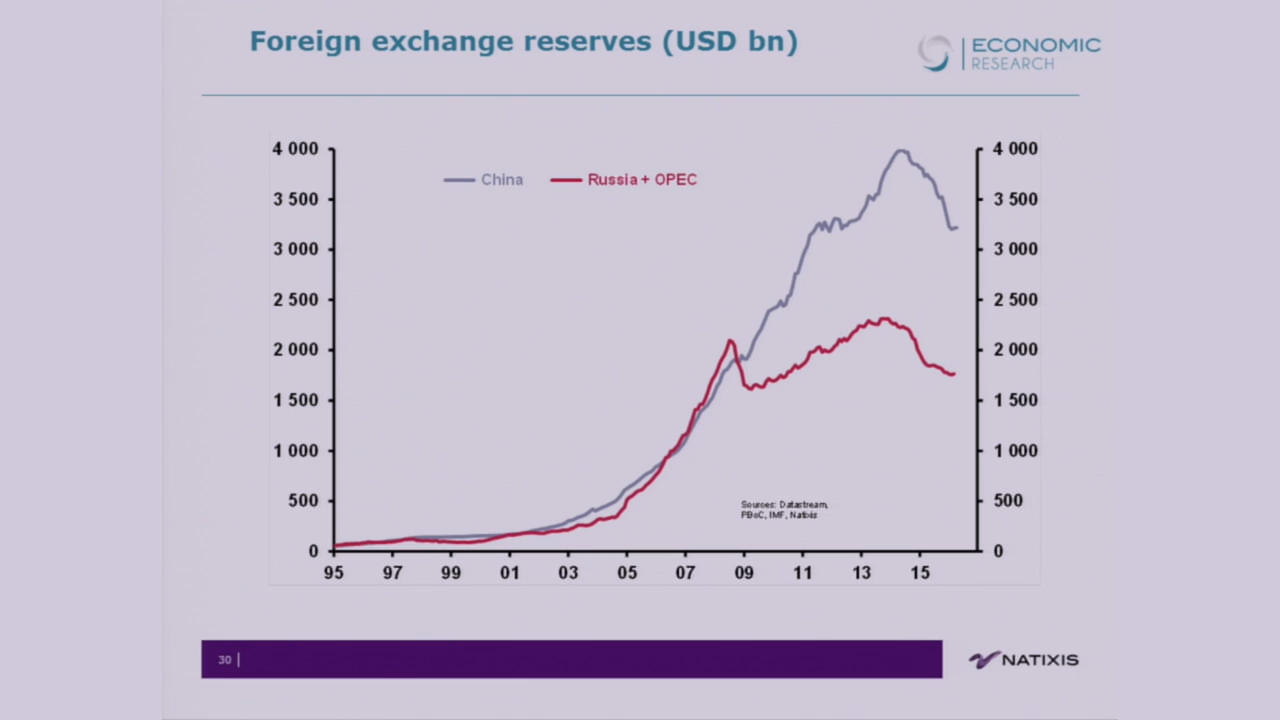 Foreign exchange reserves (USD bn)
ECONOMIC
RESEARCH
4 000
3 500
3 000
2 500
2 000
1 500
1 000
500
0
China
Russia + OPEC
4 000
3 500
3 000
2 500
2 000
1 500
1 000
500
0
Sources: Datastream,
PBoC, IMF, Natixis
95 97 99 01 03 05 07 09 11 13 15
30 |
NATIXIS